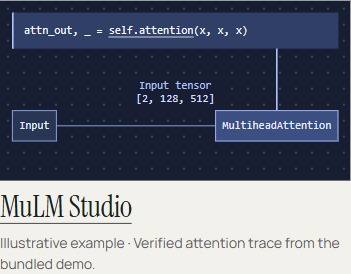 attn_out, _ = self.attention(x, x, x)
Input tensor
[2, 128, 512]
Input
MultiheadAttention
MuLM Studio
Illustrative example · Verified attention trace from the
bundled demo.